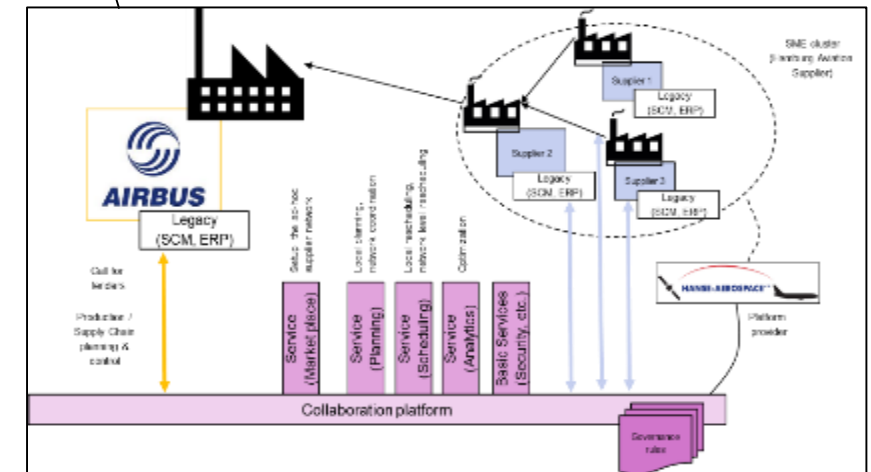 AIRBUS
Legacy
(SCM, ERP)
Call for
tenders
Production /
Supply Chain
planning &
control
Setup the ad-hoc
supplier network
Local planning,
network coordination
Local rescheduling,
network level rescheduling
Optimization
Service
(Market place)
Service
(Planning)
Service
(Scheduling)
Service
(Analytics)
Basic Services
(Security, etc.)
Collaboration platform
Supplier 1
Legacy
(SCM, ERP)
Supplier 2
Legacy
(SCM, ERP)
Supplier 3
Legacy
(SCM, ERP)
SME cluster
(Hamburg Aviation
Supplier)
HANSE-AEROSPACE
Platform
provider
Governance
rules